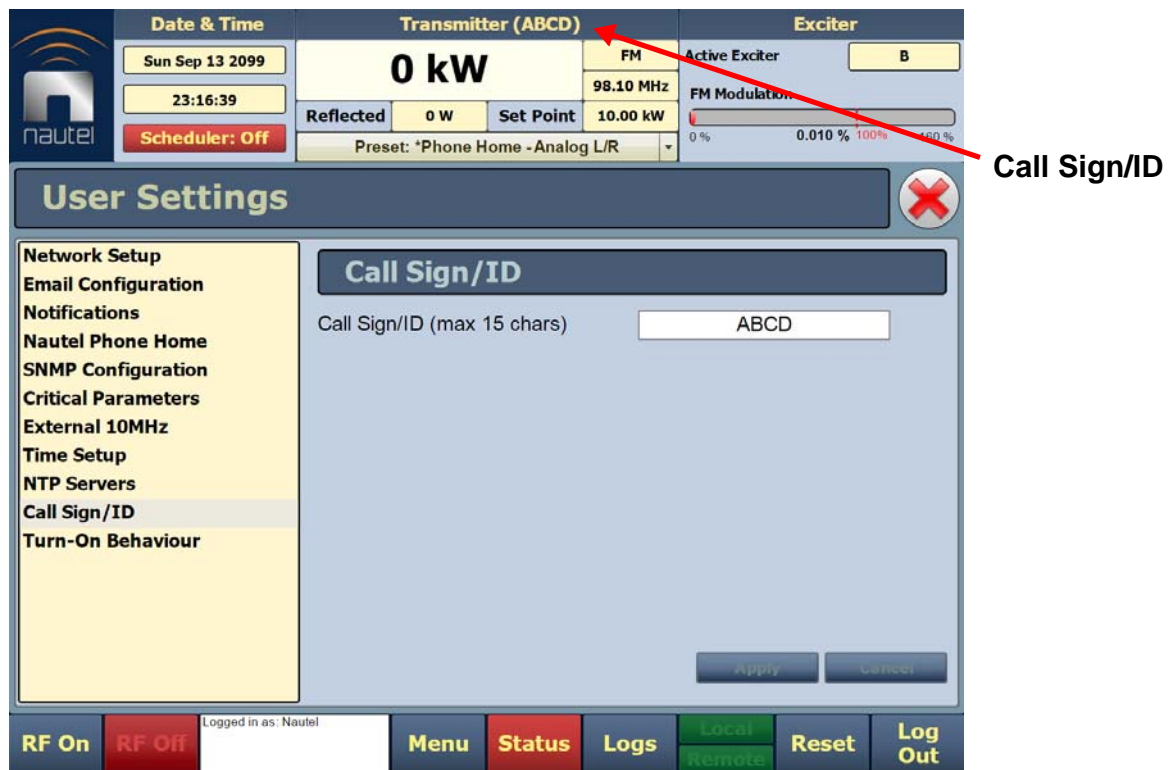 Date & Time
Transmitter (ABCD)
Exciter
Sun Sep 13 2099
0 kW
FM
Active Exciter
B
23:16:39
98.10 MHz
FM Modulation
nautel
Scheduler: Off
Reflected
0 W
Set Point
10.00 kW
0 %
0.010 %
100%
Preset: *Phone Home - Analog L/R
Call Sign/ID
User Settings
Network Setup
Email Configuration
Notifications
Nautel Phone Home
SNMP Configuration
Critical Parameters
External 10MHz
Time Setup
NTP Servers
Call Sign/ID
Turn-On Behaviour
Call Sign/ID
Call Sign/ID (max 15 chars)
ABCD
Apply
Cancel
RF On
RF Off
Logged in as: Nautel
Menu
Status
Logs
Local
Remote
Reset
Log
Out